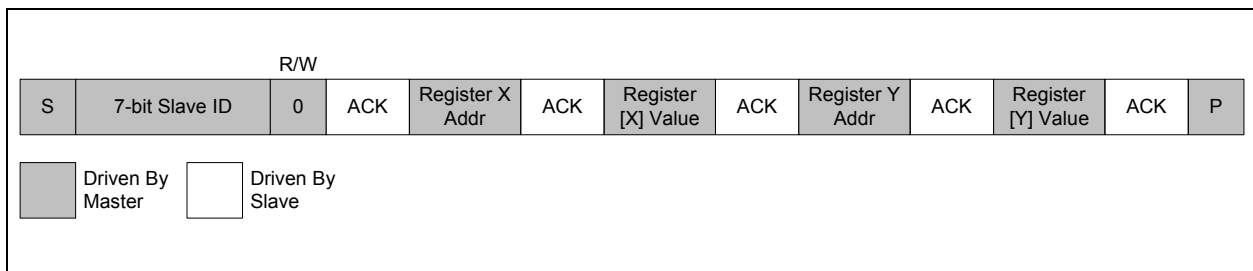 R/W
S 7-bit Slave ID 0 ACK Register X Addr ACK Register [X] Value ACK Register Y Addr ACK Register [Y] Value ACK P
Driven By Master
Driven By Slave